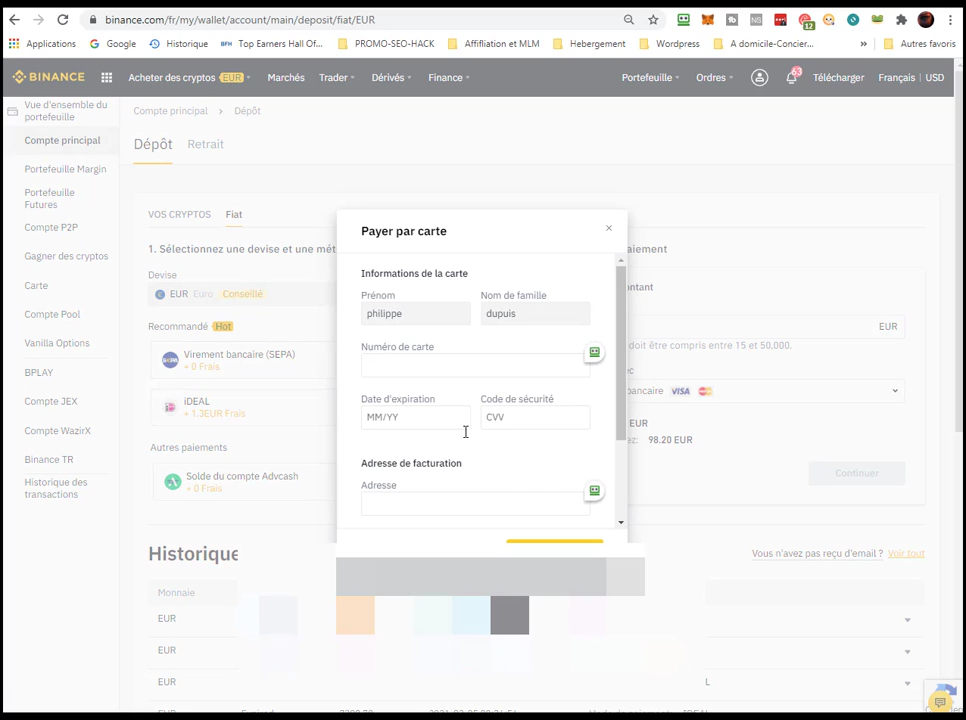 binance.com/fr/my/wallet/account/main/deposit/fiat/EUR
12
Applications
Google
Historique
BFH Top Earners Hall Of...
PROMO-SEO-HACK
Affifliation et MLM
Hebergement
Wordpress
A domicile-Concier...
»
Autres favoris
BINANCE
Acheter des cryptos EUR
Marchés
Trader
Dérivés
Finance
Portefeuille
Ordres
63
Télécharger
Français
USD
Vue d'ensemble du
portefeuille
Compte principal
Portefeuille Margin
Portefeuille
Futures
Compte P2P
Gagner des cryptos
Carte
Compte Pool
Vanilla Options
BPLAY
Compte JEX
Compte WazirX
Binance TR
Historique des
transactions
Compte principal > Dépôt
Dépôt
Retrait
VOS CRYPTOS
Fiat
1. Sélectionnez une devise et une mét
Devise
EUR Euro Conseillé
Recommandé Hot
Virement bancaire (SEPA)
+ 0 Frais
iDEAL
+ 1.3EUR Frais
Autres paiements
Solde du compte Advcash
+ 0 Frais
Payer par carte
×
Informations de la carte
Prénom
Nom de famille
philippe
dupuis
Numéro de carte
Date d'expiration
Code de sécurité
MM/YY
CVV
Adresse de facturation
Adresse
aiement
ontant
EUR
doit être compris entre 15 et 50,000.
ec
bancaire VISA
EUR
ez: 98.20 EUR
Continuer
Historique
Vous n'avez pas reçu d'email ? Voir tout
Monnaie
EUR
EUR
EUR
L